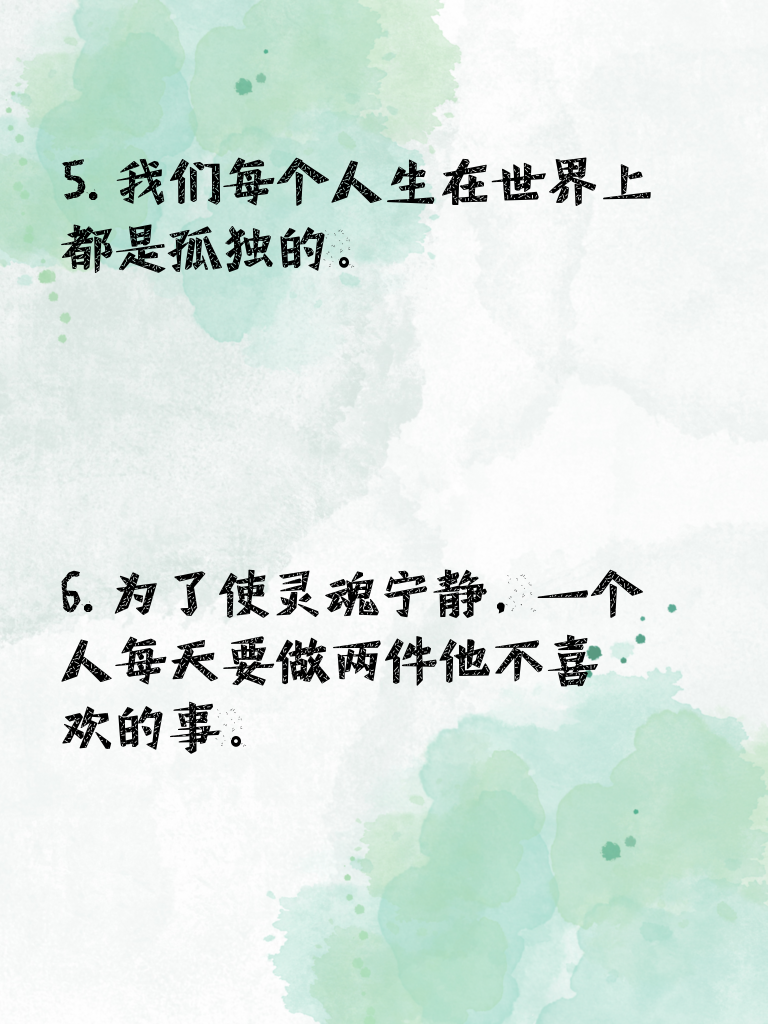 5. 我们每个人生在世界上
都是孤独的。
6. 为了使灵魂宁静，一个
人每天要做两件他不喜
欢的事。